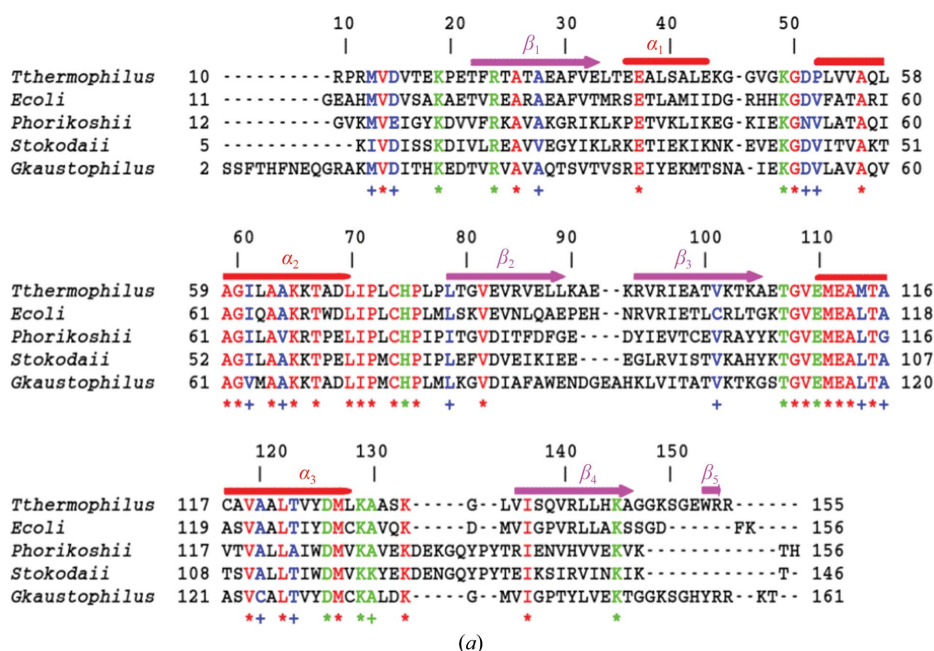 β1 α1
10 20 30 40 50
Tthermophilus 10 ----------RPRMVDVTEKPETFRTATAEAFVELTEEALSALEKG-GVGKGDPLVVAQL 58
Ecoli 11 ---------GEAHMVDVSAKAETVREARAEAFVTMRSETLAMIIDG-RHHKGDVFATARI 60
Phorikoshii 12 ----------GVKMVEIGYKDVVFRKAVAKGRIKLKPETVKLIKEG-KIEKGNVLATAQI 60
Stokodaii 5 ------------KIVDISSKDIVLREAVVEGYIKLRKETIEKIKNK-EVEKGDVITVAKT 51
Gkaustophilus 2 SSFTHFNEQGRAKMVDITHKEDTVRVAVAQTSVTVSREIYEKMTSNA-IEKGDVLAVAQV 60
+*+ * * * + * **++ *
α2 β2 β3
60 70 80 90 100 110
Tthermophilus 59 AGILAAKKTADLIPLCHPLPLTGVEVRVELLKAE---KRVRIEATVKTKAETGVEMEAMTA 116
Ecoli 61 AGIQAAKRTWDLIPLCHPLMLSKVEVNLQAEPEH--NRVRIETLCRLTGKTGVEMEALTA 118
Phorikoshii 61 AGILAVKRTPELIPLCHPIPITGVDITFDFGE----DYIEVTCEVRAYYKTGVEMEALTG 116
Stokodaii 52 AGILAAKKTPELIPMCHPIPLEFVDVEIKIEE----EGLRVISTVKAHYKTGVEMEALTA 107
Gkaustophilus 61 AGVMAAKKTADLIPMCHPLMLKGVDIAFAWENDGEAHKLVITATVKTKGSTGVEMEALTA 120
**+ +* * *** *** + * + *******+*+
α3 β4 β5
120 130 140 150
Tthermophilus 117 CAVAALTVYDMLKAASK-----G--LVISQVRLLHKAGGKSGEWRR----- 155
Ecoli 119 ASVAALTIYDMCKAVQK-----D--MVIGPVRLLAKSSGD----FK---- 156
Phorikoshii 117 VTVALLAIWDMVKAVEKDEKGQYPYTRIENVHVVEKVK-----------TH 156
Stokodaii 108 TSVALLTIWDMVKKYEKDENGQYPYTEIKSIRVINKIK-----------T- 146
Gkaustophilus 121 ASVCALTVYDMCKALDK-----G--MVIGPTYLVEKTGGKSGHYRR--KT- 161
*+ *+ ** *+ * * *
(a)